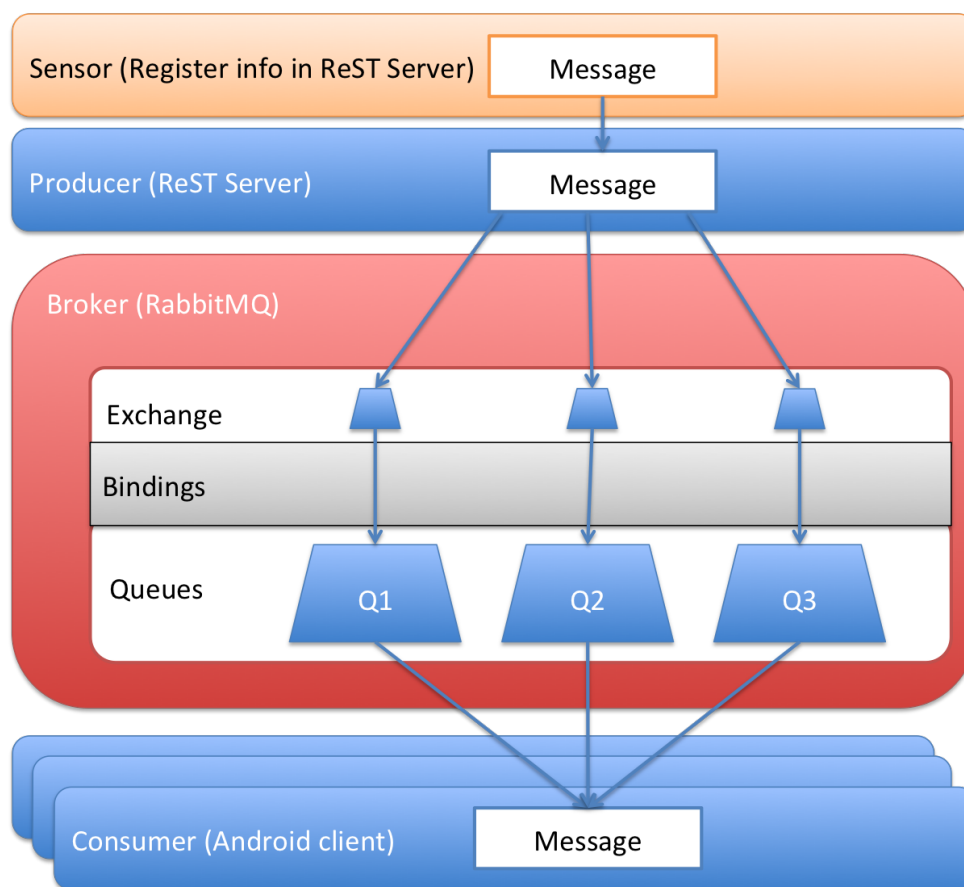 Sensor (Register info in ReST Server)
Message
Producer (ReST Server)
Message
Broker (RabbitMQ)
Exchange
Bindings
Queues
Q1
Q2
Q3
Consumer (Android client)
Message